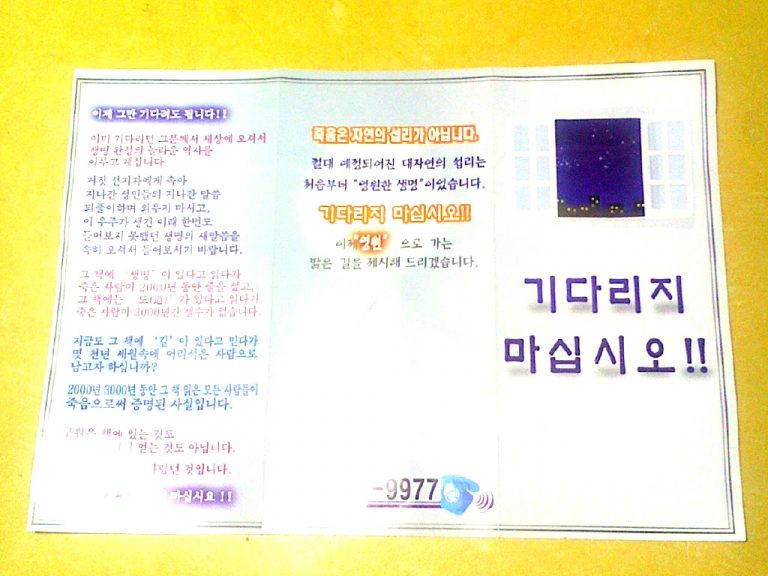 이제 그만 기다려도 됩니다!!
이미 기다리던 그분께서 세상에 오셔서
생명 완성의 놀라운 역사를
이루고 계십니다.
거짓 선지자에게 속아
지나간 성인들의 지나간 말씀
되풀이하며 외우지 마시고,
이 우주가 생긴 이래 한번도
들어보지 못했던 생명의 새말씀을
속히 오셔서 들어보시기 바랍니다.
그 책에 '생명' 이 있다고 읽다가
죽은 사람이 2000년 동안 줄을 섰고,
그 책에는 '도(道)' 가 있다고 읽다가
죽은 사람이 3000년간 셀수가 없습니다.
지금도 그 책에 '길' 이 있다고 믿다가
몇 천년 세월속에 어리석은 사람으로
남고자 하십니까?
2000년 3000년 동안 그 책 읽은 모든 사람들이
죽음으로써 증명된 사실입니다.
책에 있는 것도
얻는 것도 아닙니다.
것입니다.
마십시요 !!
죽음은 자연의 섭리가 아닙니다.
절대 예정되어진 대자연의 섭리는
처음부터 "영원한 생명"이었습니다.
기다리지 마십시오!!
이제 으로 가는
밝은 길을 제시해 드리겠습니다.
-9977
기다리지
마십시오!!